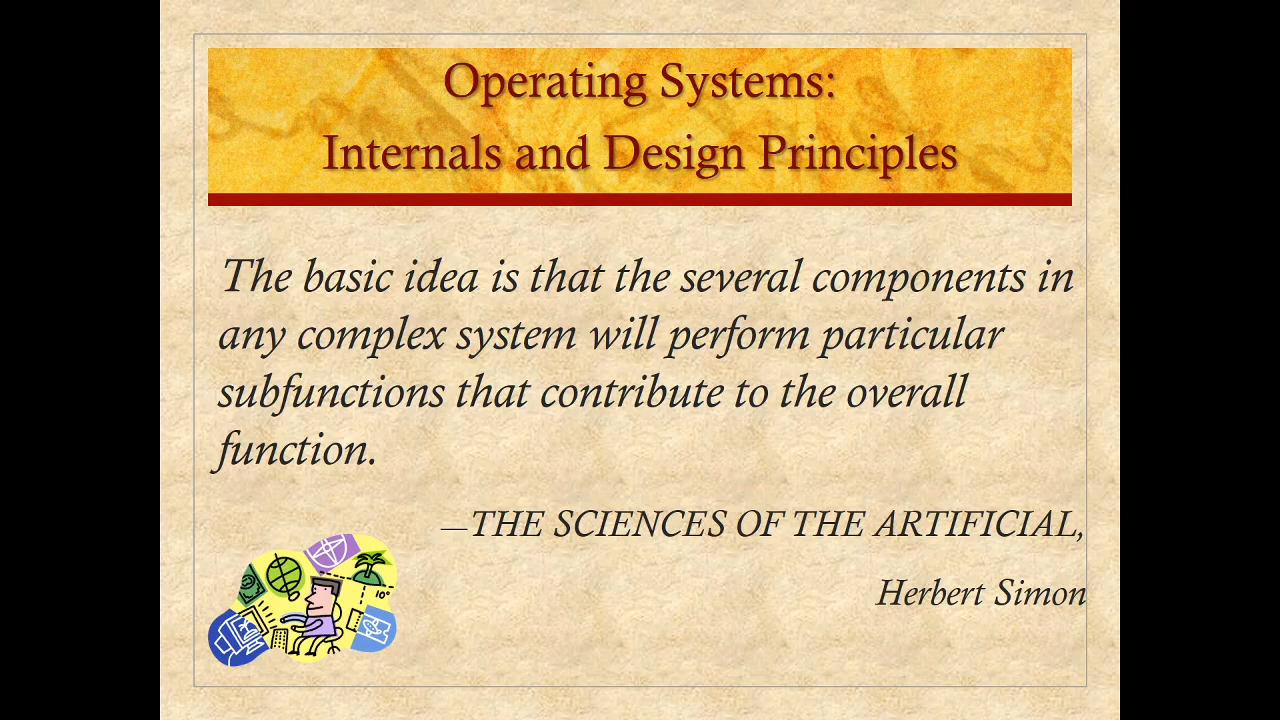 Operating Systems:
Internals and Design Principles
The basic idea is that the several components in
any complex system will perform particular
subfunctions that contribute to the overall
function.
—THE SCIENCES OF THE ARTIFICIAL,
Herbert Simon
10°